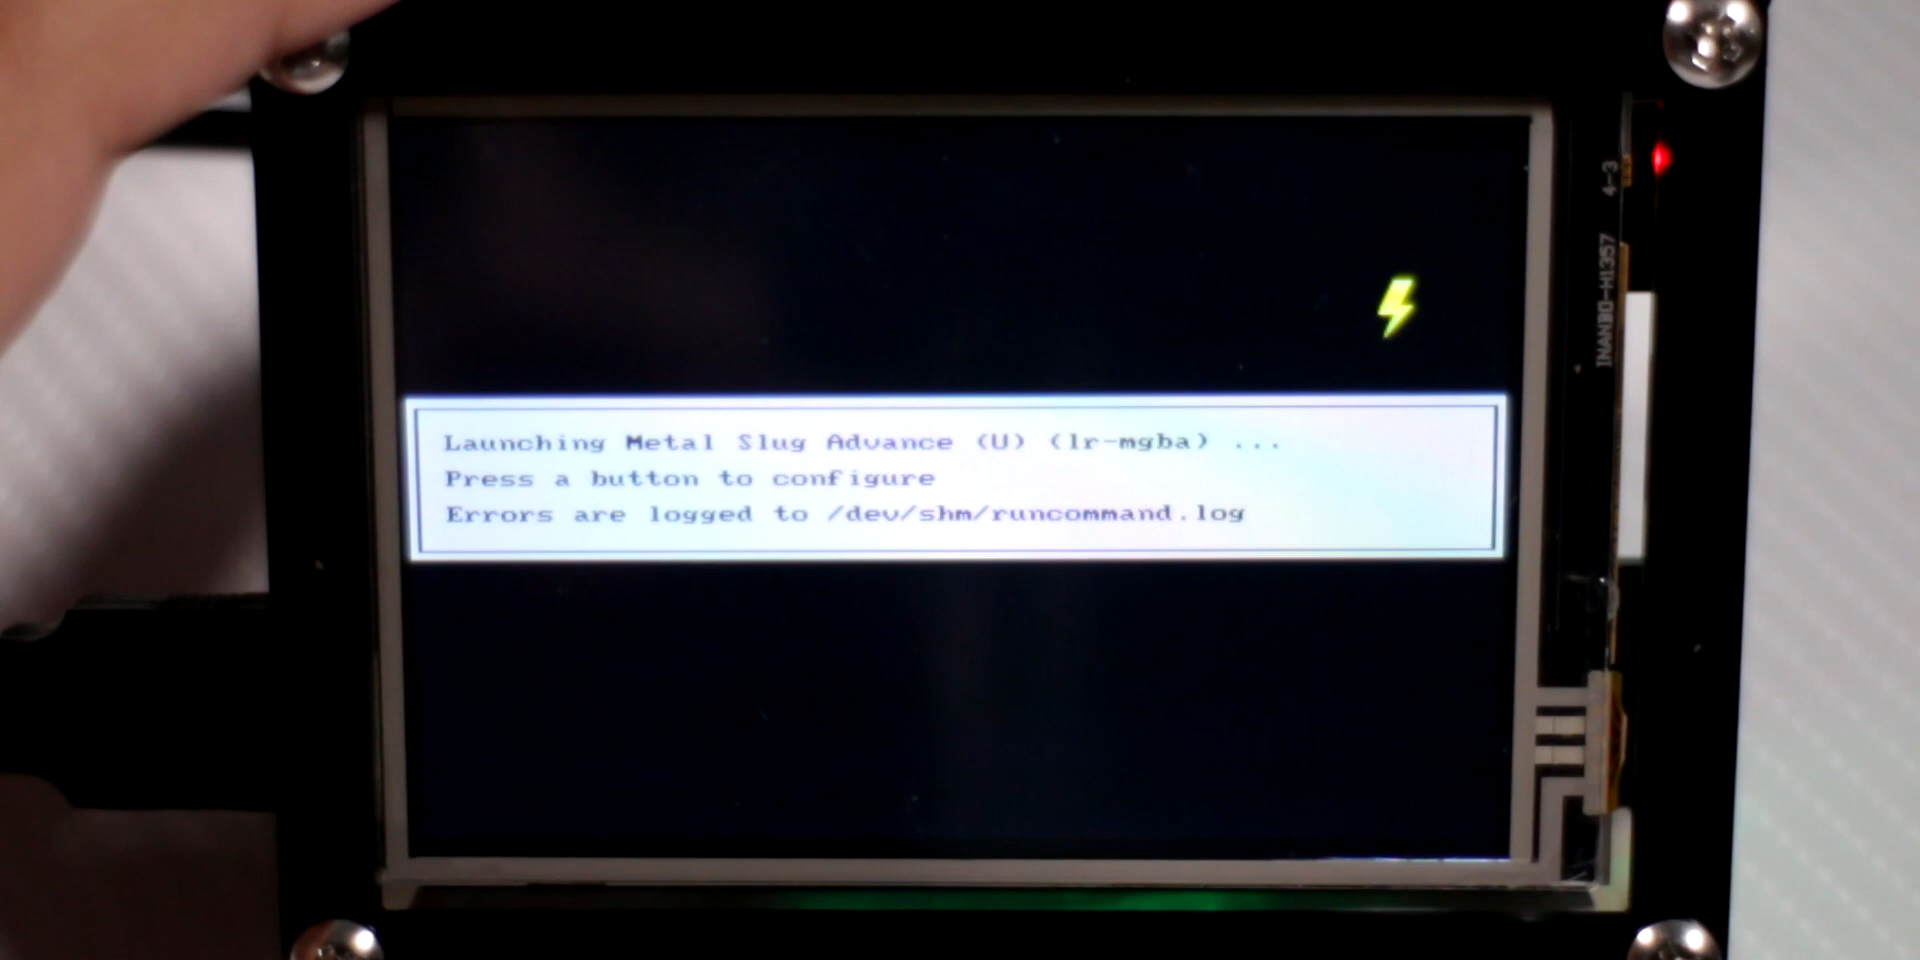 Launching Metal Slug Advance (U) (lr-mgba) ...
Press a button to configure
Errors are logged to /dev/shm/runcommand.log
INANBO-H1357 4-3